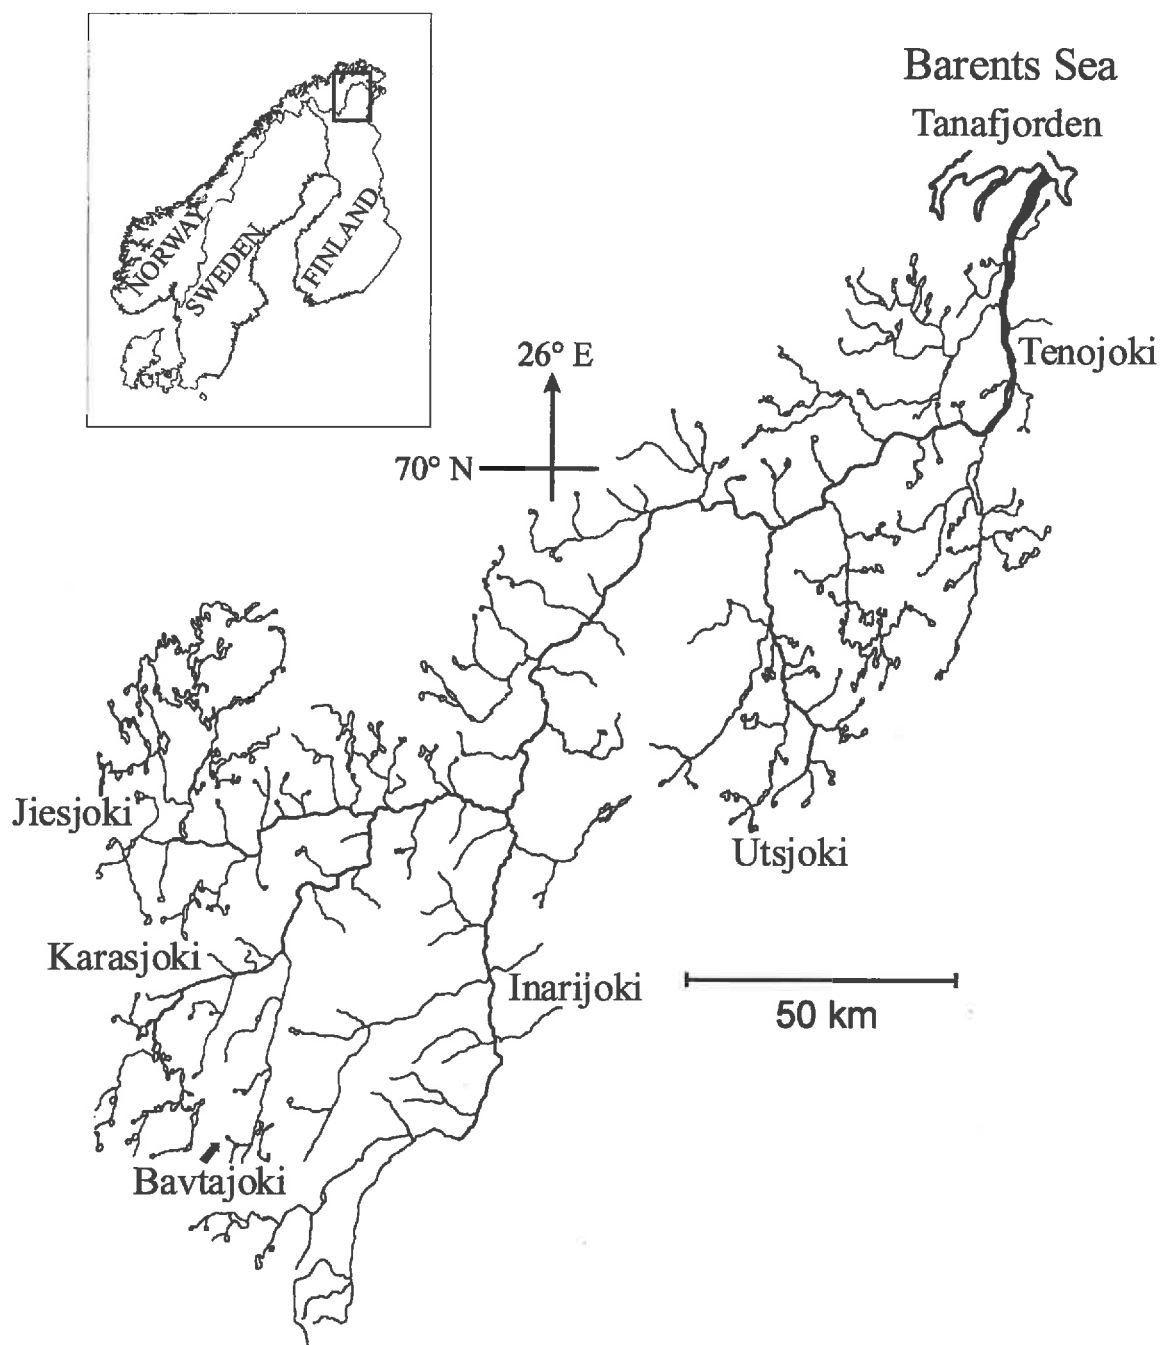 Barents Sea
Tanafjorden
NORWAY
SWEDEN
FINLAND
26° E
Tenojoki
70° N
Jiesjoki
Utsjoki
Karasjoki
Inarijoki
50 km
Bavtajoki